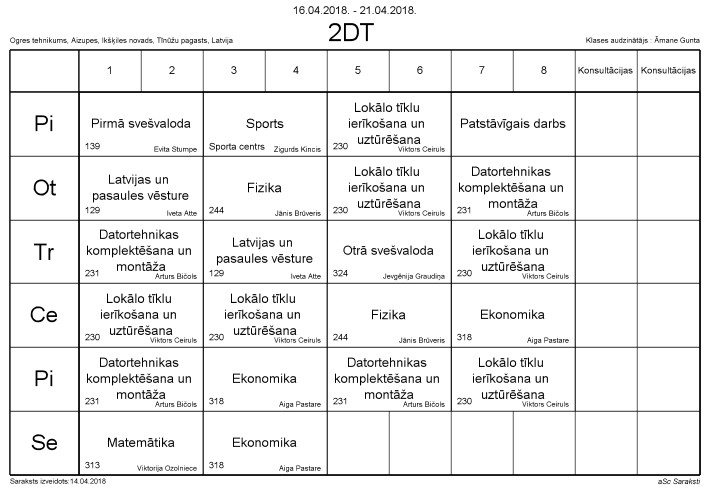 16.04.2018. - 21.04.2018.
2DT
Ogres tehnikums, Aizupes, Ikšķiles novads, Tīnūžu pagasts, Latvija
Klases audzinātājs : Āmane Gunta
1 2 3 4 5 6 7 8 Konsultācijas Konsultācijas
Pi
Pirmā svešvaloda
139 Evita Stumpe
Sports
Sporta centrs Zigurds Kincis
Lokālo tīklu
ierīkošana un
uztūrēšana
230 Viktors Ceiruls
Patstāvīgais darbs
Ot
Latvijas un
pasaules vēsture
129 Iveta Atte
Fizika
244 Jānis Brūveris
Lokālo tīklu
ierīkošana un
uztūrēšana
230 Viktors Ceiruls
Datortehnikas
komplektēšana un
montāža
231 Arturs Bičols
Tr
Datortehnikas
komplektēšana un
montāža
231 Arturs Bičols
Latvijas un
pasaules vēsture
129 Iveta Atte
Otrā svešvaloda
324 Jevgēnija Graudiņa
Lokālo tīklu
ierīkošana un
uztūrēšana
230 Viktors Ceiruls
Ce
Lokālo tīklu
ierīkošana un
uztūrēšana
230 Viktors Ceiruls
Lokālo tīklu
ierīkošana un
uztūrēšana
230 Viktors Ceiruls
Fizika
244 Jānis Brūveris
Ekonomika
318 Aiga Pastare
Pi
Datortehnikas
komplektēšana un
montāža
231 Arturs Bičols
Ekonomika
318 Aiga Pastare
Datortehnikas
komplektēšana un
montāža
231 Arturs Bičols
Lokālo tīklu
ierīkošana un
uztūrēšana
230 Viktors Ceiruls
Se
Matemātika
313 Viktorija Ozolniece
Ekonomika
318 Aiga Pastare
Saraksts izveidots:14.04.2018
aSc Saraksti